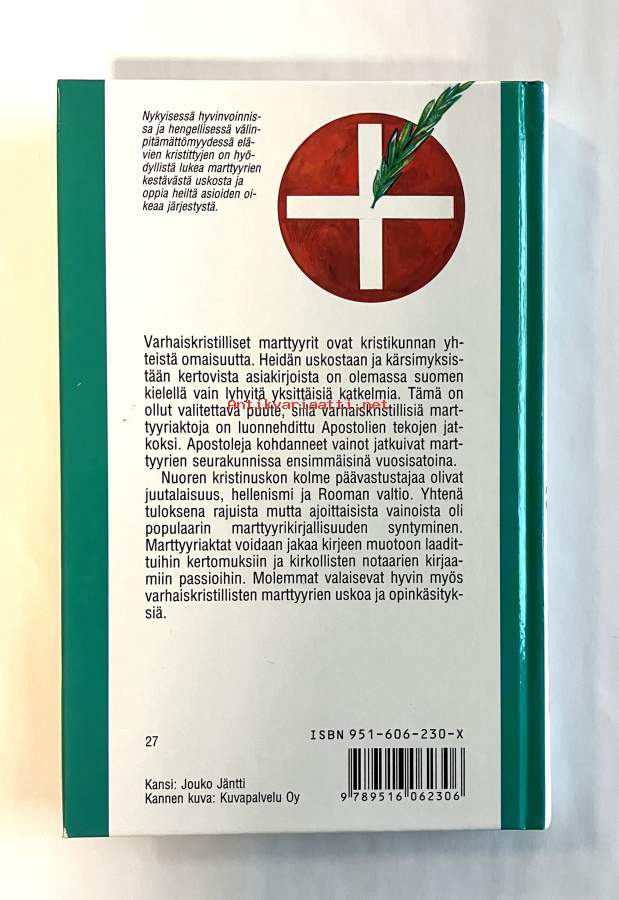 Nykyisessä hyvinvoinnis-
sa ja hengellisessä välin-
pitämättömyydessä elä-
vien kristittyjen on hyö-
dyllistä lukea marttyyrien
kestävästä uskosta ja
oppia heiltä asioiden oi-
keaa järjestystä.
Varhaiskristilliset marttyyrit ovat kristikunnan yh-
teistä omaisuutta. Heidän uskostaan ja kärsimyksis-
tään kertovista asiakirjoista on olemassa suomen
kielellä vain lyhyitä yksittäisiä katkelmia. Tämä on
Antikvariaatti.net
ollut valitettava puute, sillä varhaiskristillisiä mart-
tyyriaktoja on luonnehdittu Apostolien tekojen jat-
koksi. Apostoleja kohdanneet vainot jatkuivat mart-
tyyrien seurakunnissa ensimmäisinä vuosisatoina.
Nuoren kristinuskon kolme päävastustajaa olivat
juutalaisuus, hellenismi ja Rooman valtio. Yhtenä
tuloksena rajuista mutta ajoittaisista vainoista oli
populaarin marttyyrikirjallisuuden syntyminen.
Marttyyriaktat voidaan jakaa kirjeen muotoon laadit-
tuihin kertomuksiin ja kirkollisten notaarien kirjaa-
miin passioihin. Molemmat valaisevat hyvin myös
varhaiskristillisten marttyyrien uskoa ja opinkäsityk-
siä.
27
ISBN 951-606-230-X
Kansi: Jouko Jäntti
Kannen kuva: Kuvapalvelu Oy
9 789516 062306